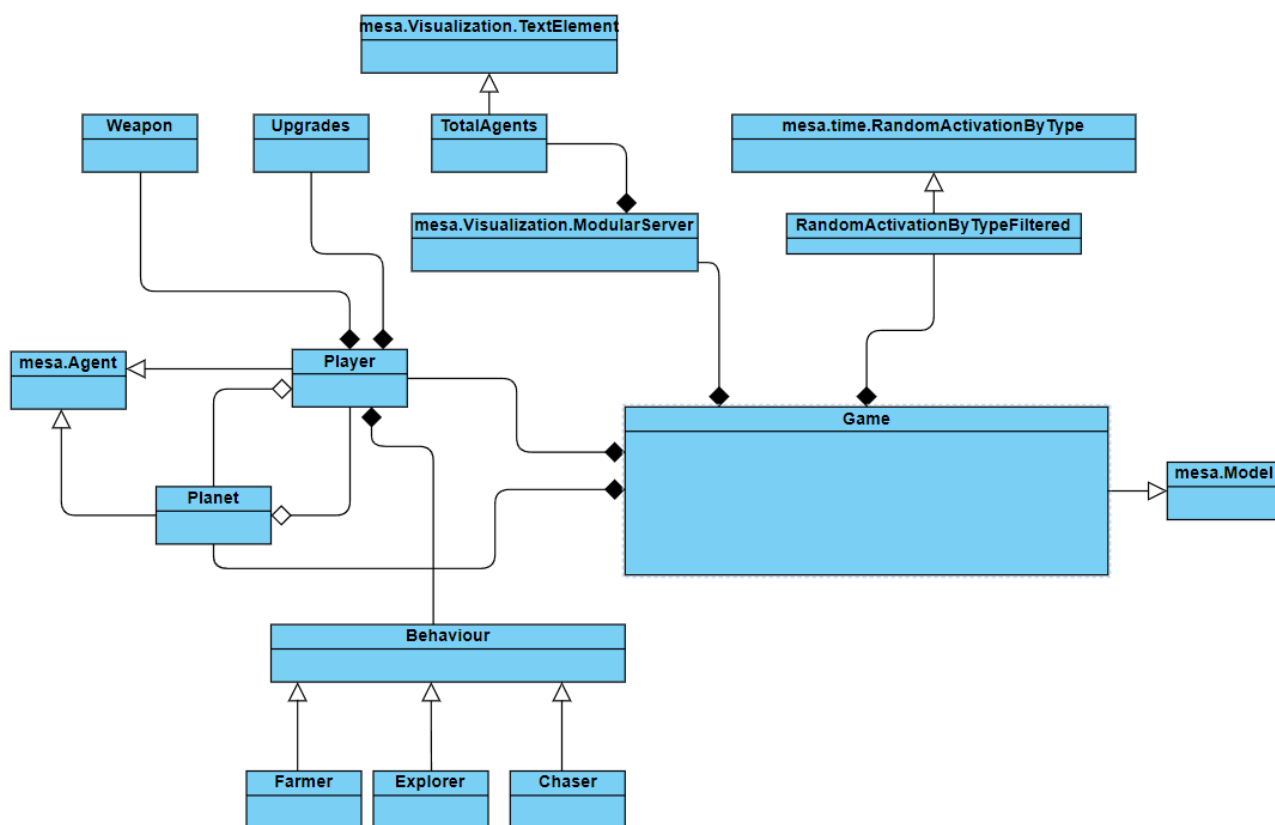 mesa.Visualization.TextElement
Weapon
Upgrades
TotalAgents
mesa.time.RandomActivationByType
mesa.Visualization.ModularServer
RandomActivationByTypeFiltered
mesa.Agent
Player
Game
mesa.Model
Planet
Behaviour
Farmer
Explorer
Chaser